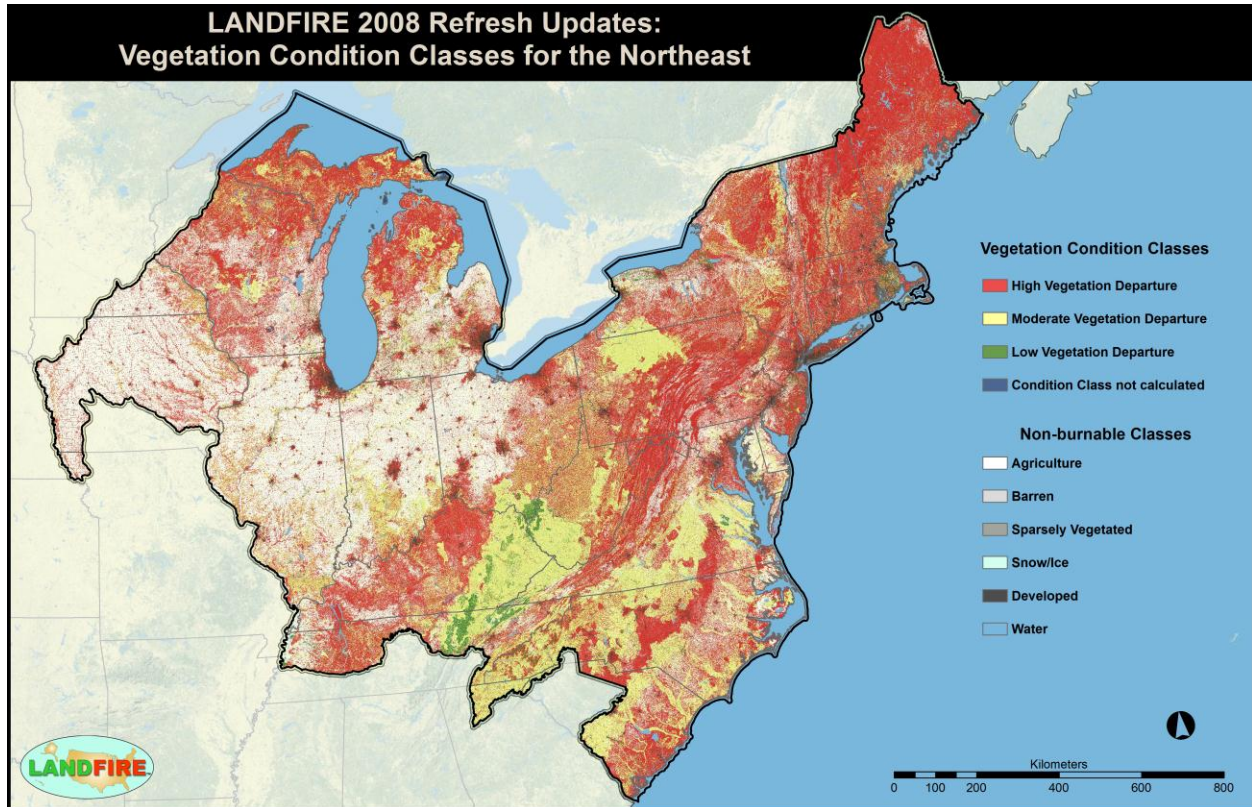 LANDFIRE 2008 Refresh Updates:
Vegetation Condition Classes for the Northeast
Vegetation Condition Classes
High Vegetation Departure
Moderate Vegetation Departure
Low Vegetation Departure
Condition Class not calculated
Non-burnable Classes
Agriculture
Barren
Sparsely Vegetated
Snow/Ice
Developed
Water
LANDFIRE
Kilometers
0 100 200 400 600 800